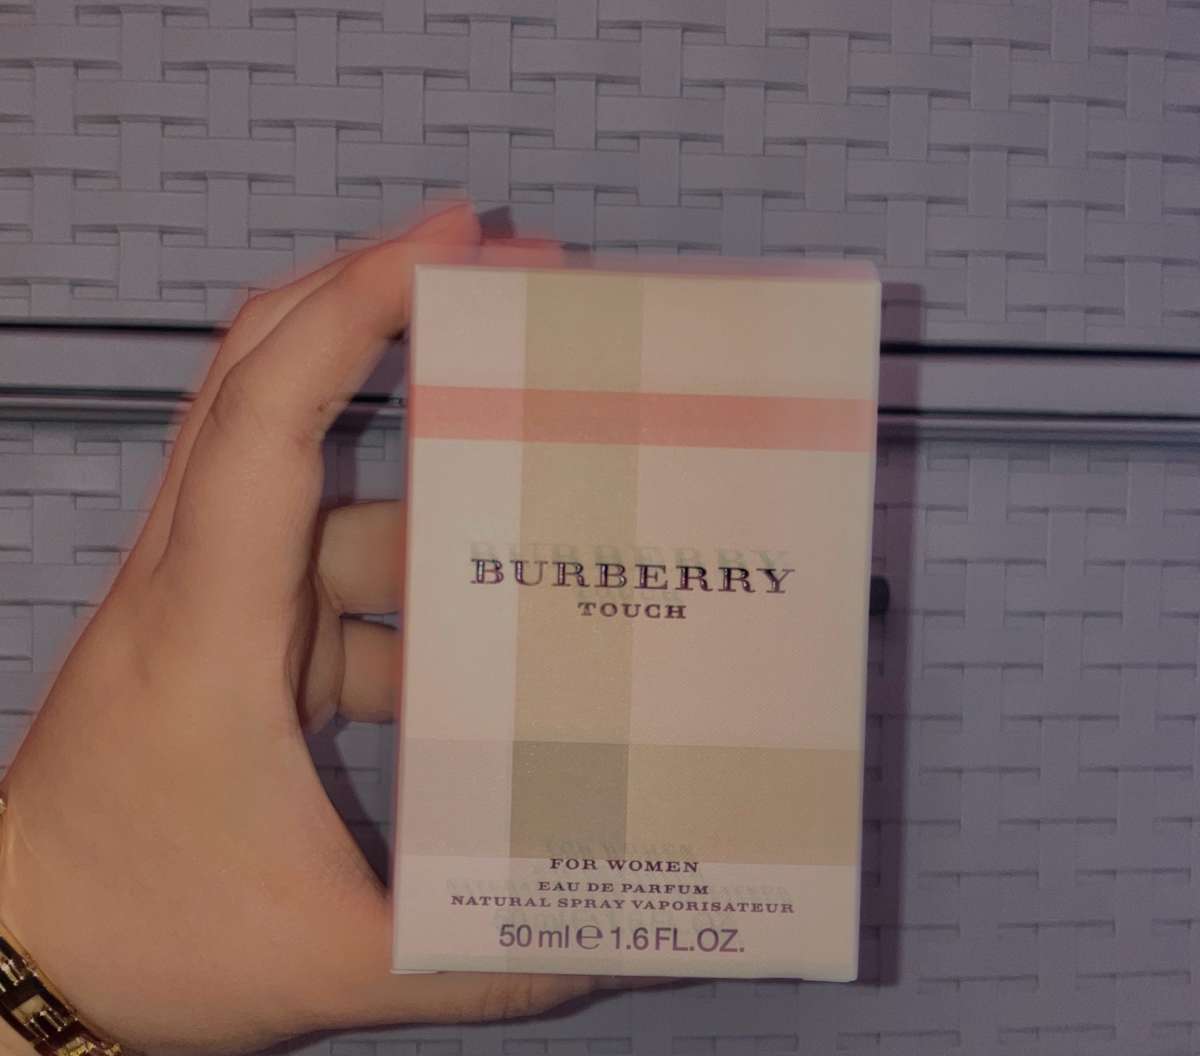 BURBERRY
TOUCH
FOR WOMEN
EAU DE PARFUM
NATURAL SPRAY VAPORISATEUR
50 ml ℮ 1.6 FL.OZ.